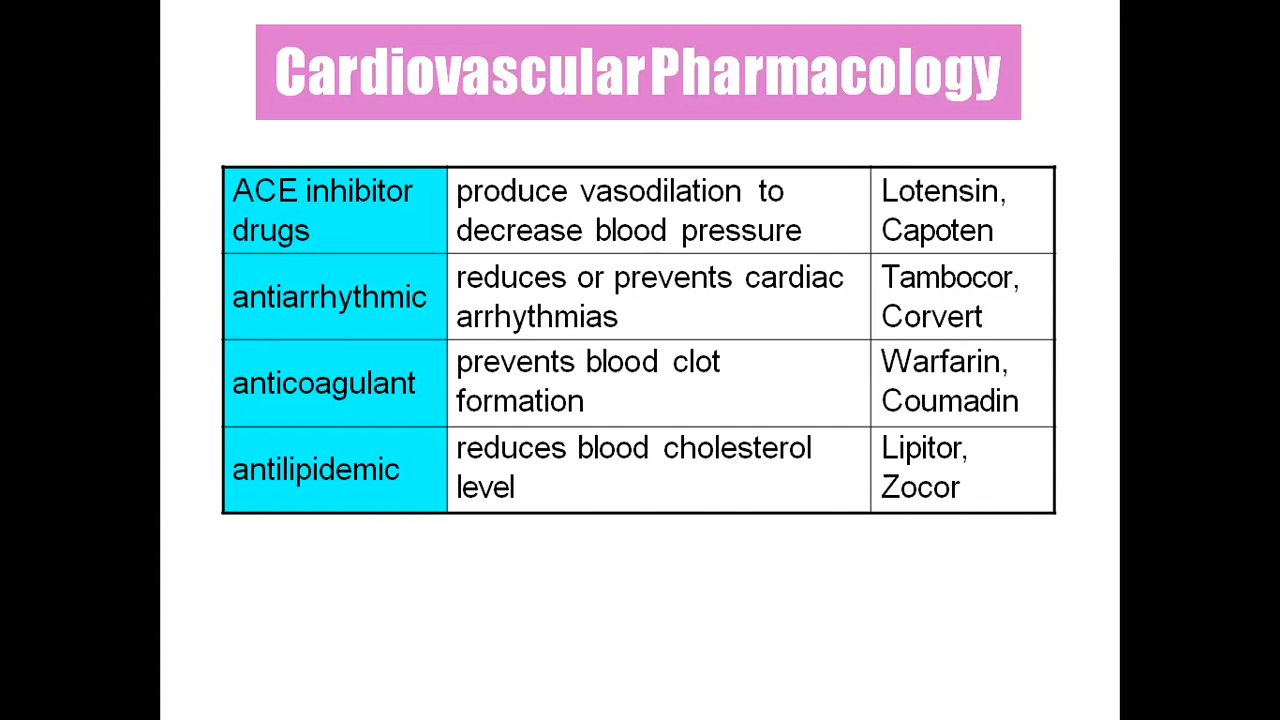 Cardiovascular Pharmacology
ACE inhibitor
drugs
produce vasodilation to
decrease blood pressure
Lotensin,
Capoten
antiarrhythmic
reduces or prevents cardiac
arrhythmias
Tambocor,
Corvert
anticoagulant
prevents blood clot
formation
Warfarin,
Coumadin
antilipidemic
reduces blood cholesterol
level
Lipitor,
Zocor